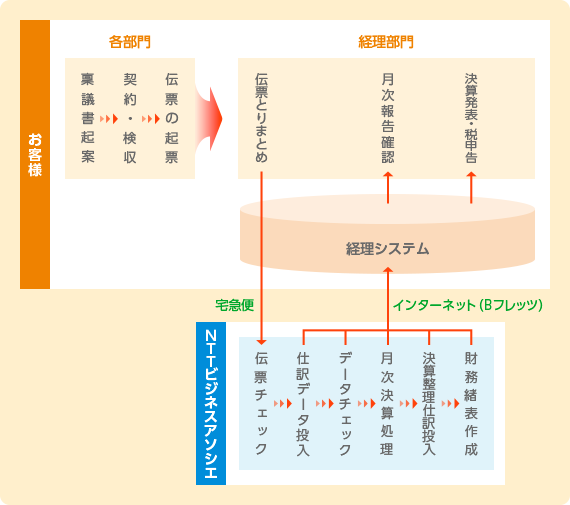 お客様
各部門
稟議書起案
契約・検収
伝票の起票
経理部門
伝票とりまとめ
月次報告確認
決算発表・税申告
経理システム
宅急便
インターネット(Bフレッツ)
NTTビジネスアソシエ
伝票チェック
仕訳データ投入
データチェック
月次決算処理
決算整理仕訳投入
財務緒表作成